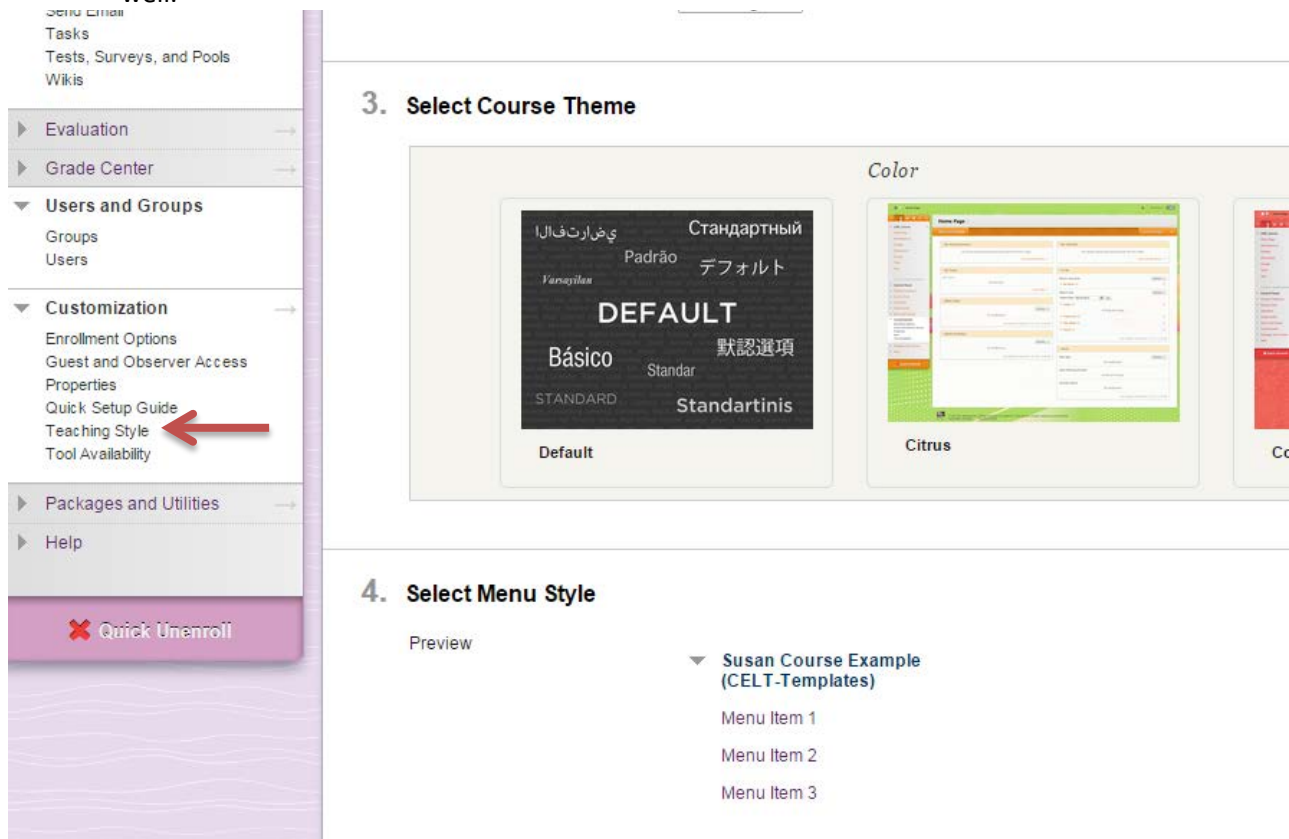 Send Email
Tasks
Tests, Surveys, and Pools
Wikis
Evaluation
Grade Center
Users and Groups
Groups
Users
Customization
Enrollment Options
Guest and Observer Access
Properties
Quick Setup Guide
Teaching Style
Tool Availability
Packages and Utilities
Help
Quick Unenroll
3. Select Course Theme
Color
يضارتفالا
Стандартный
Padrão
デフォルト
Varsayılan
DEFAULT
默認選項
Básico
Standar
STANDARD
Standartinis
Default
Home Page
Citrus
Co
4. Select Menu Style
Preview
Susan Course Example
(CELT-Templates)
Menu Item 1
Menu Item 2
Menu Item 3